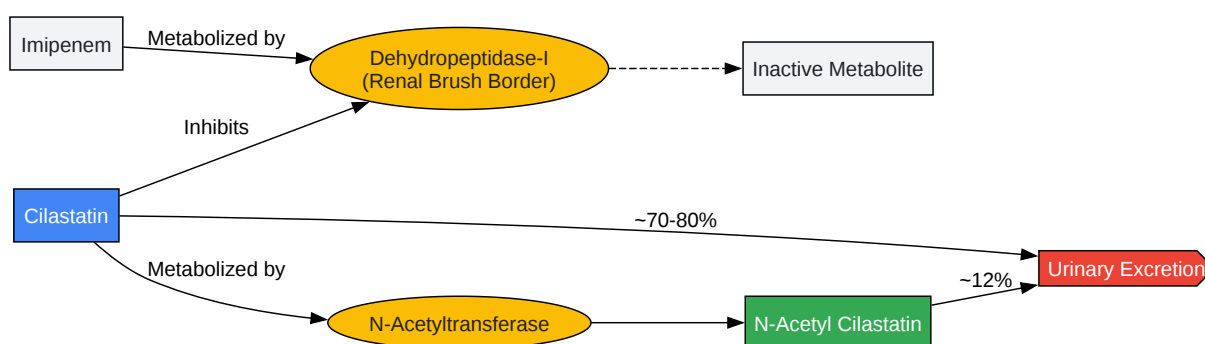 Imipenem
Metabolized by
Dehydropeptidase-I
(Renal Brush Border)
Inactive Metabolite
Inhibits
Cilastatin
~70-80%
Urinary Excretion
Metabolized by
~12%
N-Acetyltransferase
N-Acetyl Cilastatin